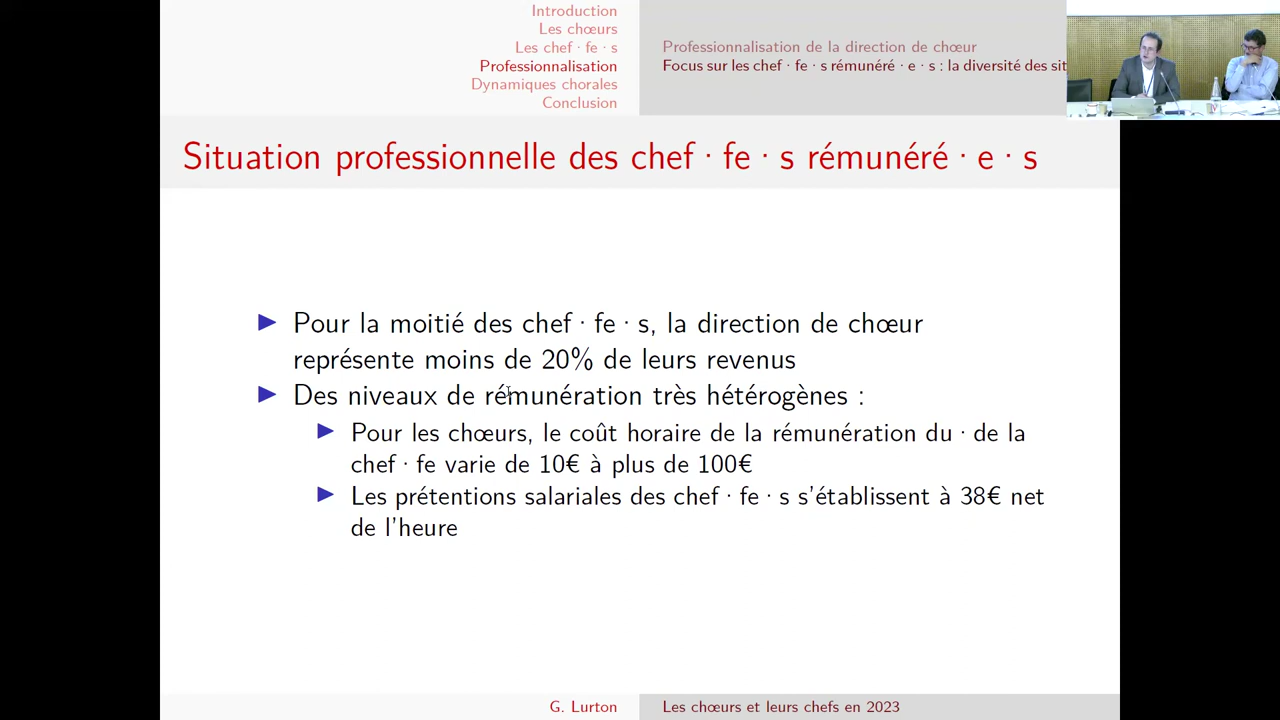 Introduction
Les chœurs
Les chef · fe · s
Professionnalisation
Dynamiques chorales
Conclusion
Professionnalisation de la direction de chœur
Focus sur les chef · fe · s rémunéré · e · s : la diversité des sit
Situation professionnelle des chef · fe · s rémunéré · e · s
Pour la moitié des chef · fe · s, la direction de chœur
représente moins de 20% de leurs revenus
Des niveaux de rémunération très hétérogènes :
Pour les chœurs, le coût horaire de la rémunération du · de la
chef · fe varie de 10€ à plus de 100€
Les prétentions salariales des chef · fe · s s'établissent à 38€ net
de l'heure
G. Lurton
Les chœurs et leurs chefs en 2023